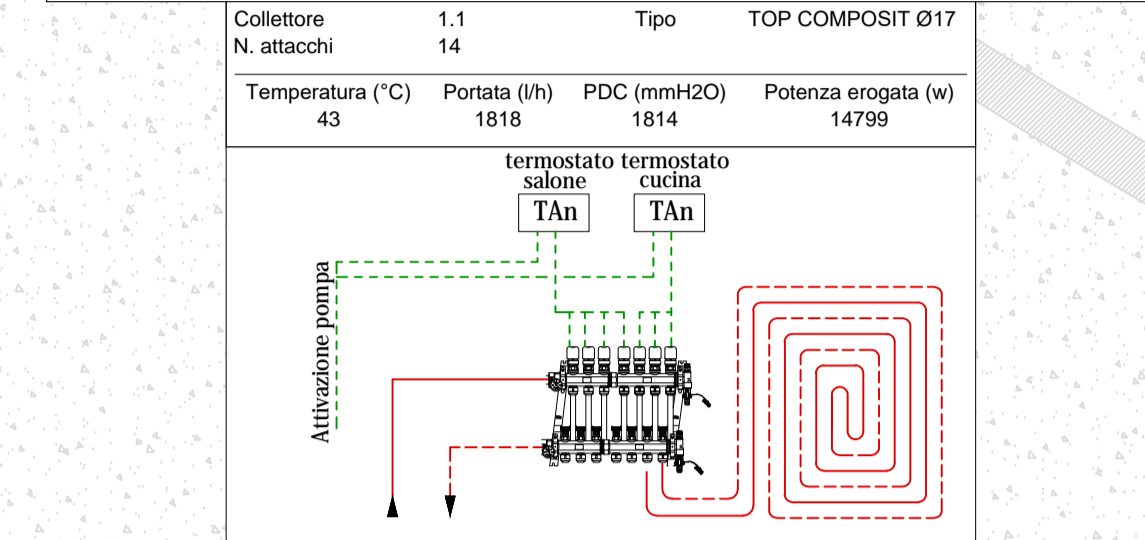 Collettore 1.1 Tipo TOP COMPOSIT Ø17
N. attacchi 14
Temperatura (°C) Portata (l/h) PDC (mmH2O) Potenza erogata (w)
43 1818 1814 14799
termostato termostato
salone cucina
TAn TAn
Attivazione pompa